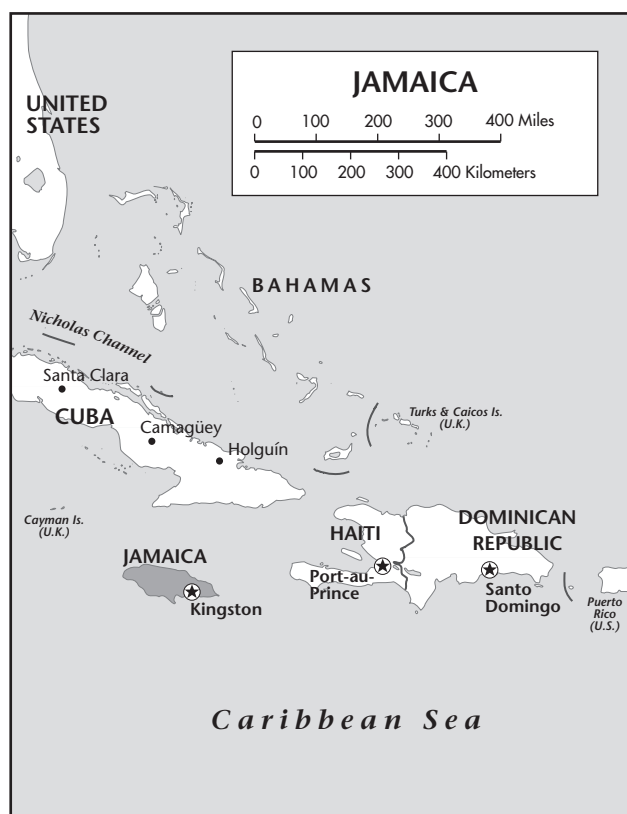 JAMAICA
0 100 200 300 400 Miles
0 100 200 300 400 Kilometers
UNITED
STATES
BAHAMAS
Nicholas Channel
Santa Clara
CUBA
Camagüey
Holguín
Turks & Caicos Is.
(U.K.)
Cayman Is.
(U.K.)
JAMAICA
Kingston
HAITI
Port-au-
Prince
DOMINICAN
REPUBLIC
Santo
Domingo
Puerto
Rico
(U.S.)
Caribbean Sea